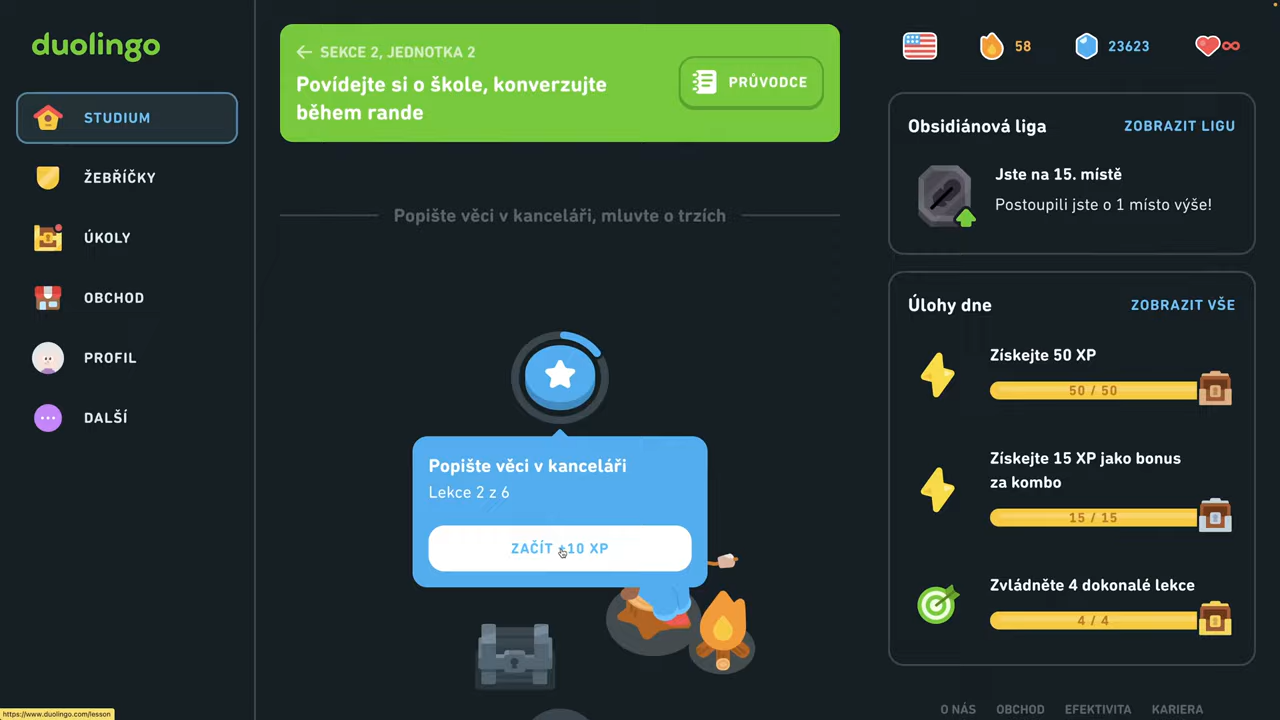 duolingo
STUDIUM
ŽEBŘÍČKY
ÚKOLY
OBCHOD
PROFIL
DALŠÍ
SEKCE 2, JEDNOTKA 2
Povídejte si o škole, konverzujte
během rande
PRŮVODCE
Popište věci v kanceláři, mluvte o trzích
Popište věci v kanceláři
Lekce 2 z 6
ZAČÍT +10 XP
58
23623
Obsidiánová liga
ZOBRAZIT LIGU
Jste na 15. místě
Postoupili jste o 1 místo výše!
Úlohy dne
ZOBRAZIT VŠE
Získejte 50 XP
50 / 50
Získejte 15 XP jako bonus
za kombo
15 / 15
Zvládněte 4 dokonalé lekce
4 / 4
O NÁS OBCHOD EFEKTIVITA KARIERA
https://www.duolingo.com/lesson